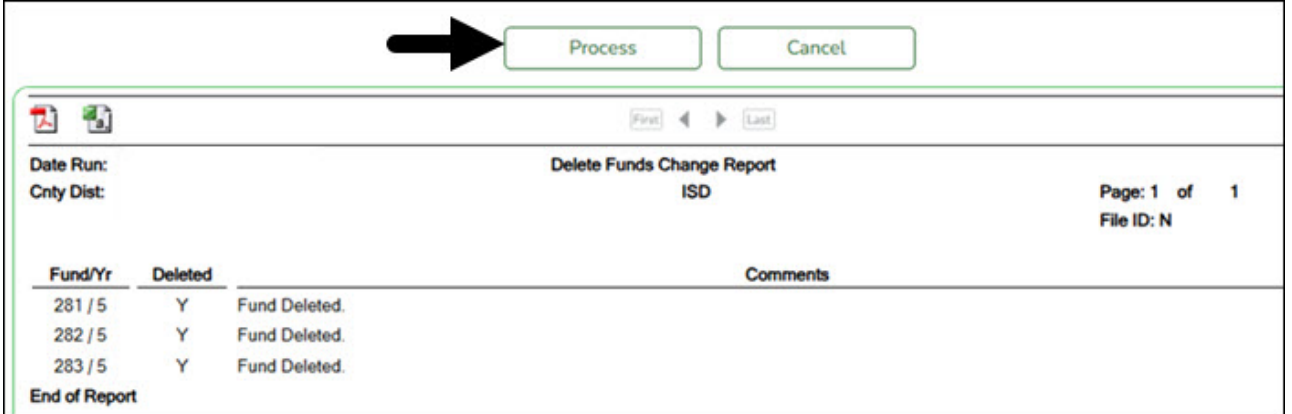 Process Cancel
First Last
Date Run: Delete Funds Change Report
Cnty Dist: ISD Page: 1 of 1
File ID: N
Fund/Yr Deleted Comments
281 / 5 Y Fund Deleted.
282 / 5 Y Fund Deleted.
283 / 5 Y Fund Deleted.
End of Report